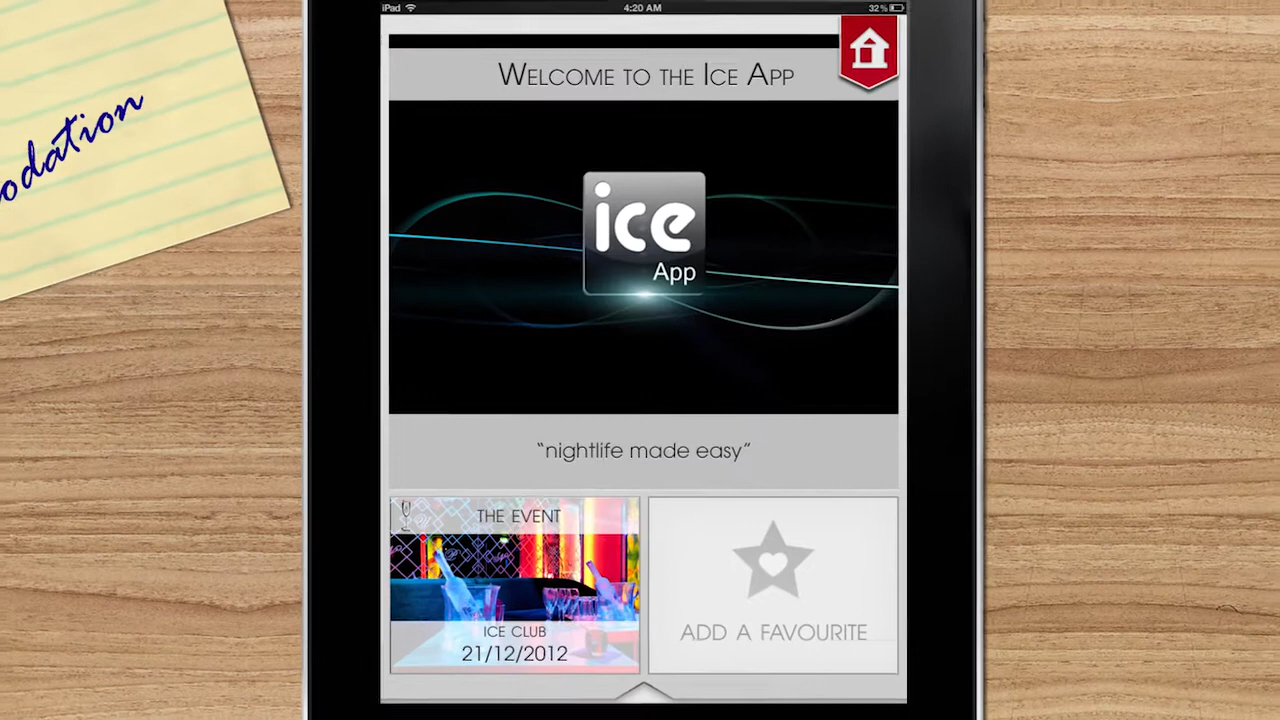 odation
iPad
4:20 AM
32%
WELCOME TO THE ICE APP
ice
App
“nightlife made easy”
THE EVENT
ICE CLUB
21/12/2012
ADD A FAVOURITE